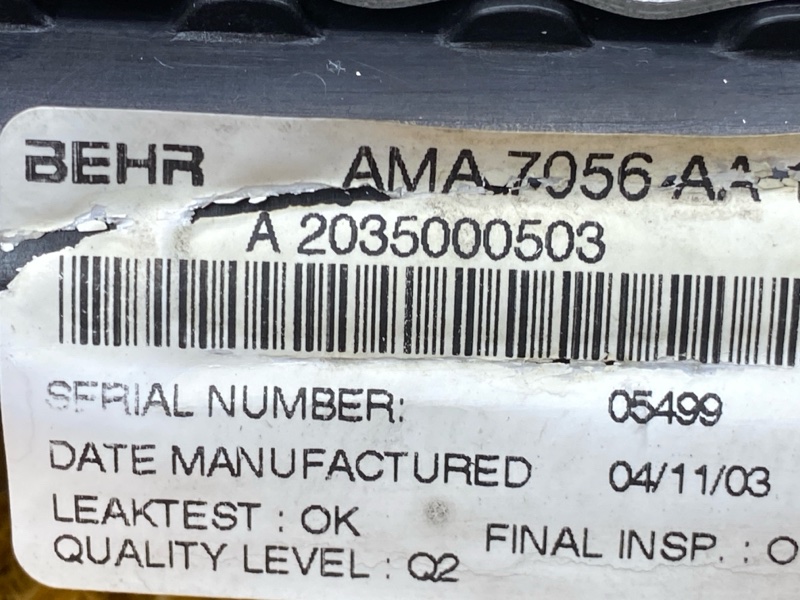 BEHR AMA 7056 AA
A 2035000503
SERIAL NUMBER: 05499
DATE MANUFACTURED 04/11/03
LEAKTEST : OK
FINAL INSP. : O
QUALITY LEVEL : Q2